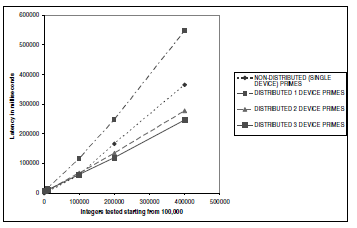 600000
500000
400000
300000
200000
100000
0
Latency in milliseconds
0 100000 200000 300000 400000 500000
Integers tested starting from 100,000
NON-DISTRIBUTED (SINGLE
DEVICE) PRIMES
DISTRIBUTED 1 DEVICE PRIMES
DISTRIBUTED 2 DEVICE PRIMES
DISTRIBUTED 3 DEVICE PRIMES